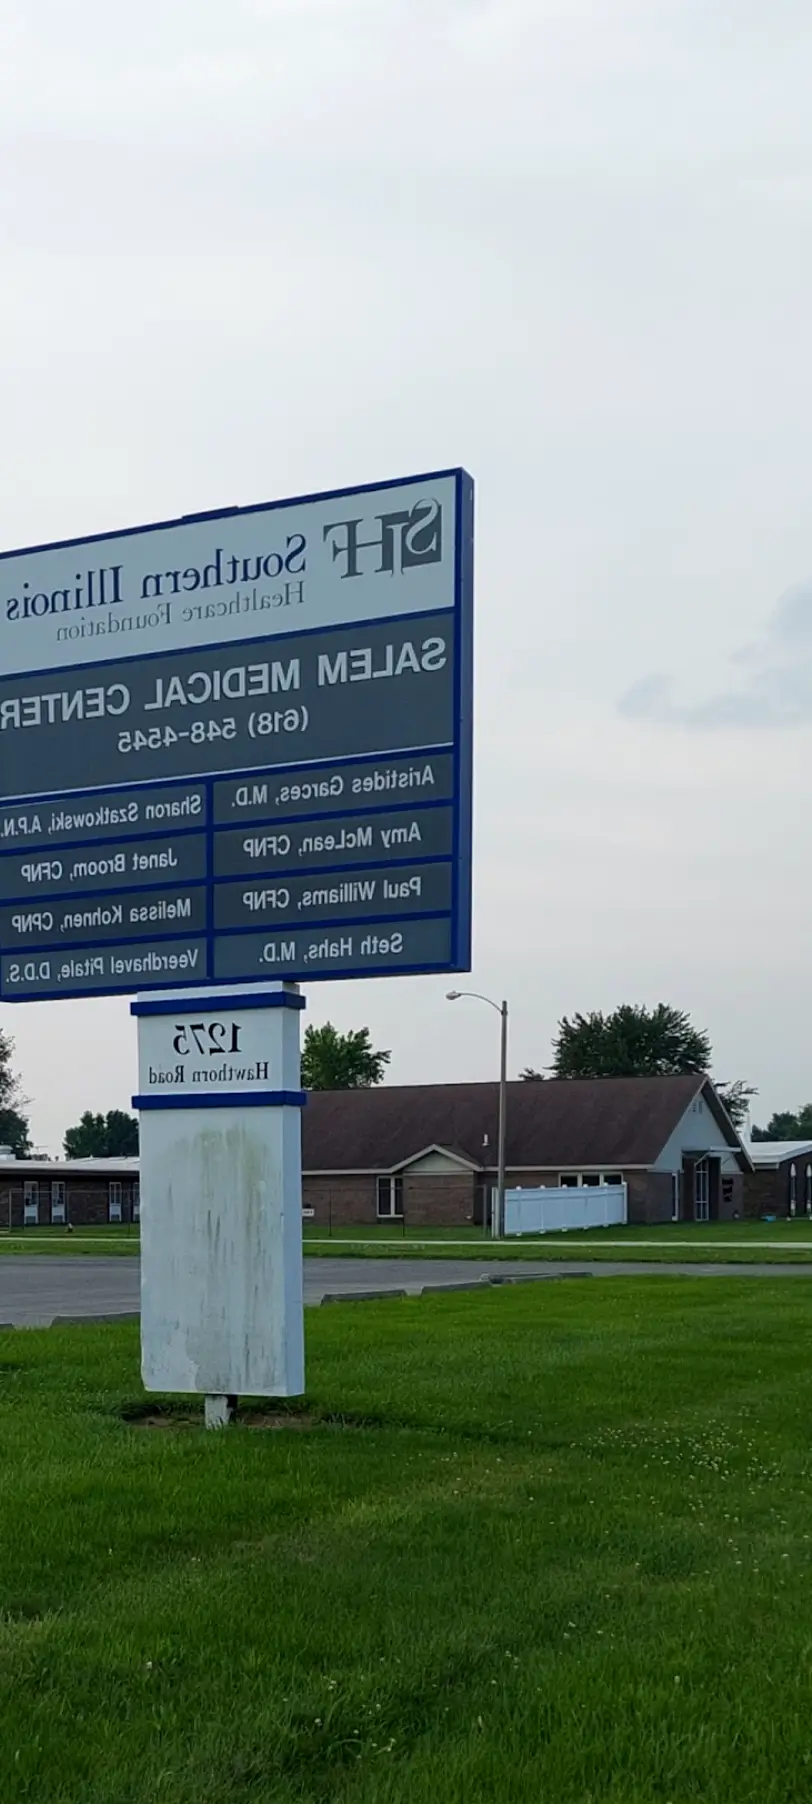 SIHF Southern Illinois
Healthcare Foundation
SALEM MEDICAL CENTER
(618) 548-4545
Aristides Garces, M.D. Sharon Szatkowski, A.P.N.
Amy McLean, CFNP Janet Broom, CFNP
Paul Williams, CFNP Melissa Kohnen, CPNP
Seth Hahs, M.D. Veerdhavel Pitale, D.D.S.
1275
Hawthorn Road